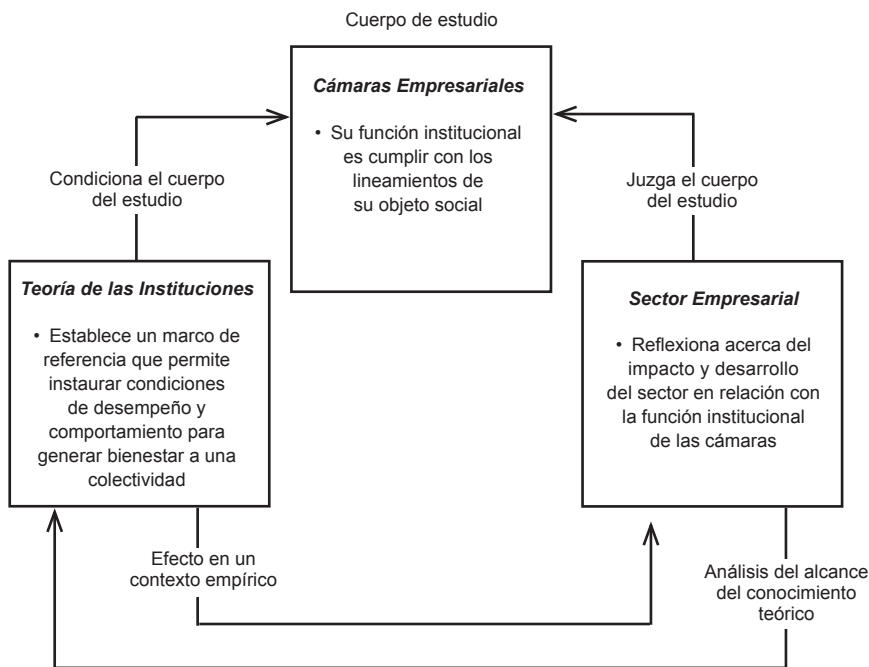 Cuerpo de estudio
Cámaras Empresariales
• Su función institucional
es cumplir con los
lineamientos de
su objeto social
Condiciona el cuerpo
del estudio
Juzga el cuerpo
del estudio
Teoría de las Instituciones
• Establece un marco de
referencia que permite
instaurar condiciones
de desempeño y
comportamiento para
generar bienestar a una
colectividad
Sector Empresarial
• Reflexiona acerca del
impacto y desarrollo
del sector en relación con
la función institucional
de las cámaras
Efecto en un
contexto empírico
Análisis del alcance
del conocimiento
teórico